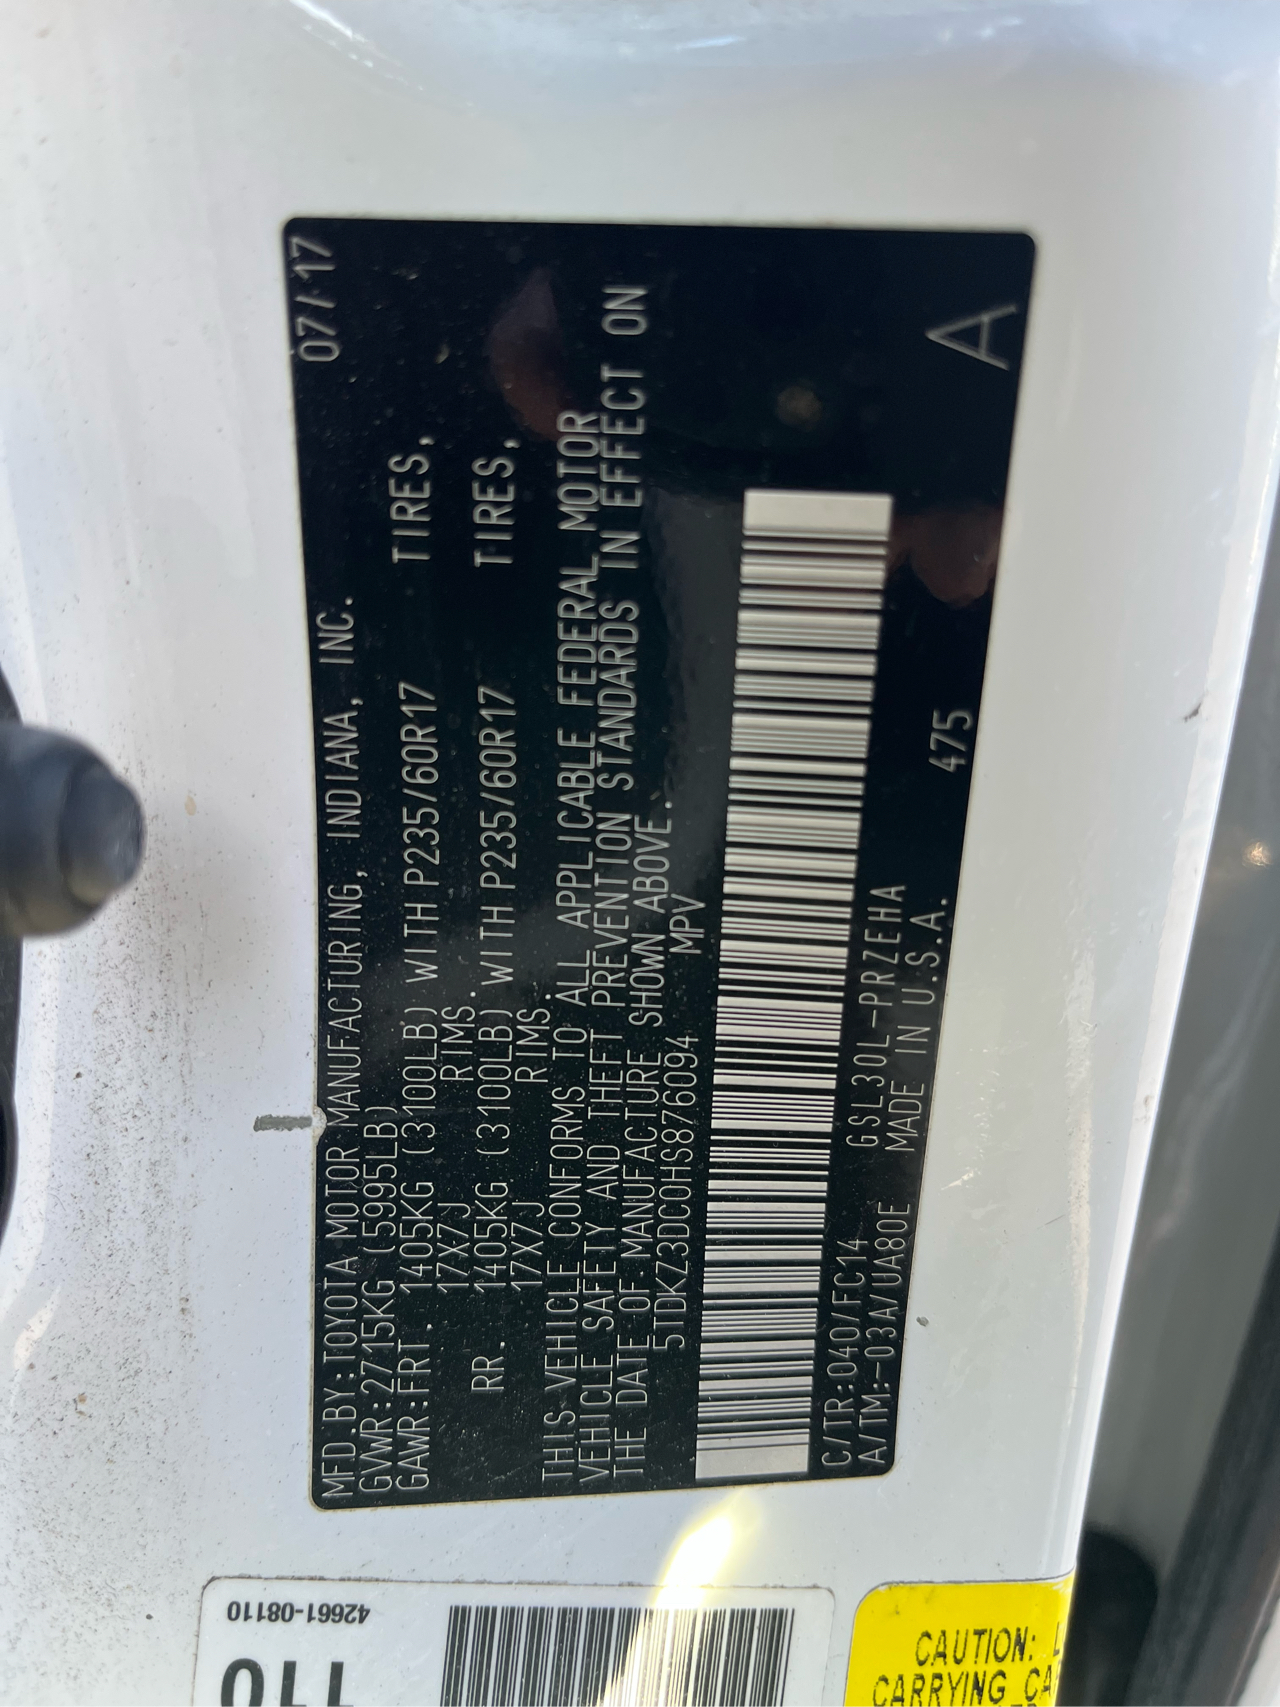 MFD.BY:TOYOTA MOTOR MANUFACTURING, INDIANA, INC. 07/17
GVWR:2715KG (5995LB)
GAWR:FRT. 1405KG (3100LB) WITH P235/60R17 TIRES,
17X7J RIMS.
RR. 1405KG (3100LB) WITH P235/60R17 TIRES,
17X7J RIMS.
THIS VEHICLE CONFORMS TO ALL APPLICABLE FEDERAL MOTOR
VEHICLE SAFETY AND THEFT PREVENTION STANDARDS IN EFFECT ON
THE DATE OF MANUFACTURE SHOWN ABOVE.
5TDKZ3DC0HS876094 MPV
C/TR:040/FC14 GSL30L-PRZEHA
A/TM:-03A/UA80E MADE IN U.S.A. 475
A
42661-08110
110
CAUTION:
CARRYING